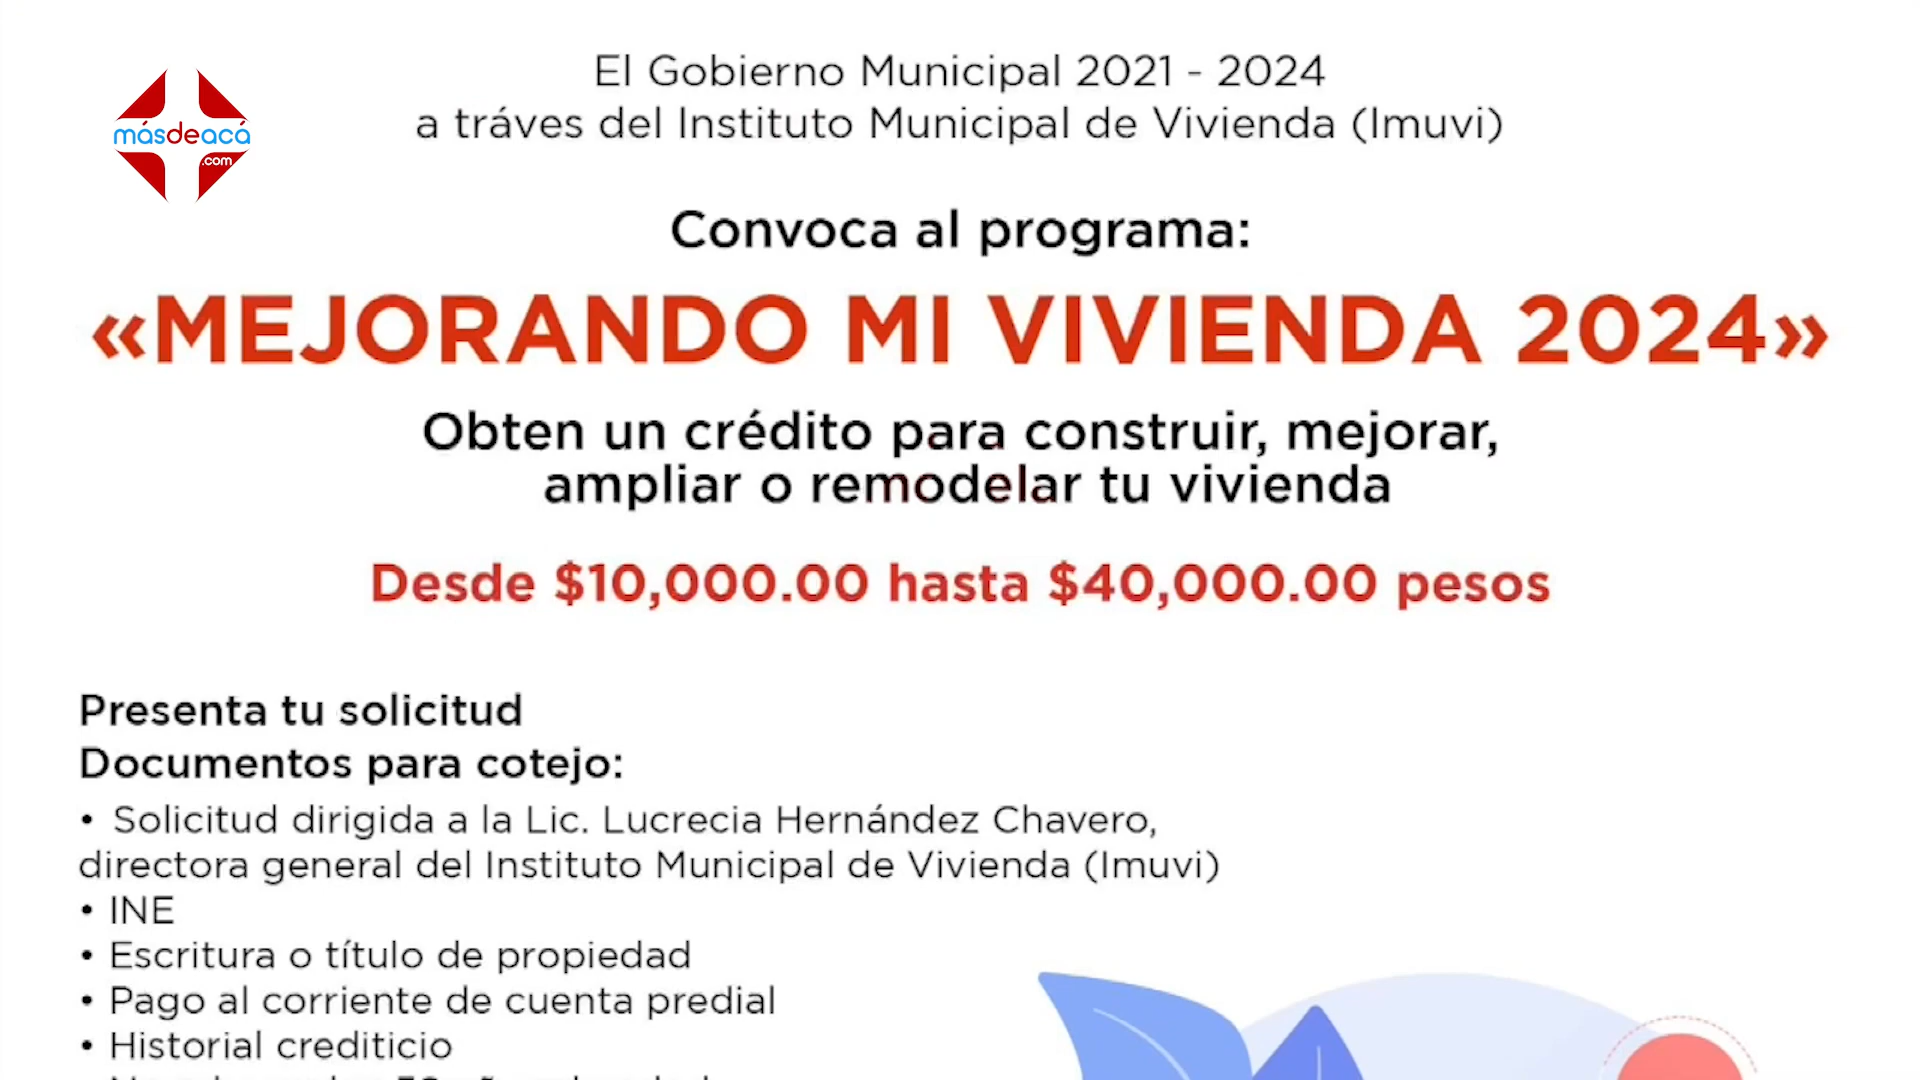 El Gobierno Municipal 2021 - 2024
a tráves del Instituto Municipal de Vivienda (Imuvi)
másdeacá
.com
Convoca al programa:
«MEJORANDO MI VIVIENDA 2024»
Obten un crédito para construir, mejorar,
ampliar o remodelar tu vivienda
Desde $10,000.00 hasta $40,000.00 pesos
Presenta tu solicitud
Documentos para cotejo:
• Solicitud dirigida a la Lic. Lucrecia Hernández Chavero,
directora general del Instituto Municipal de Vivienda (Imuvi)
• INE
• Escritura o título de propiedad
• Pago al corriente de cuenta predial
• Historial crediticio